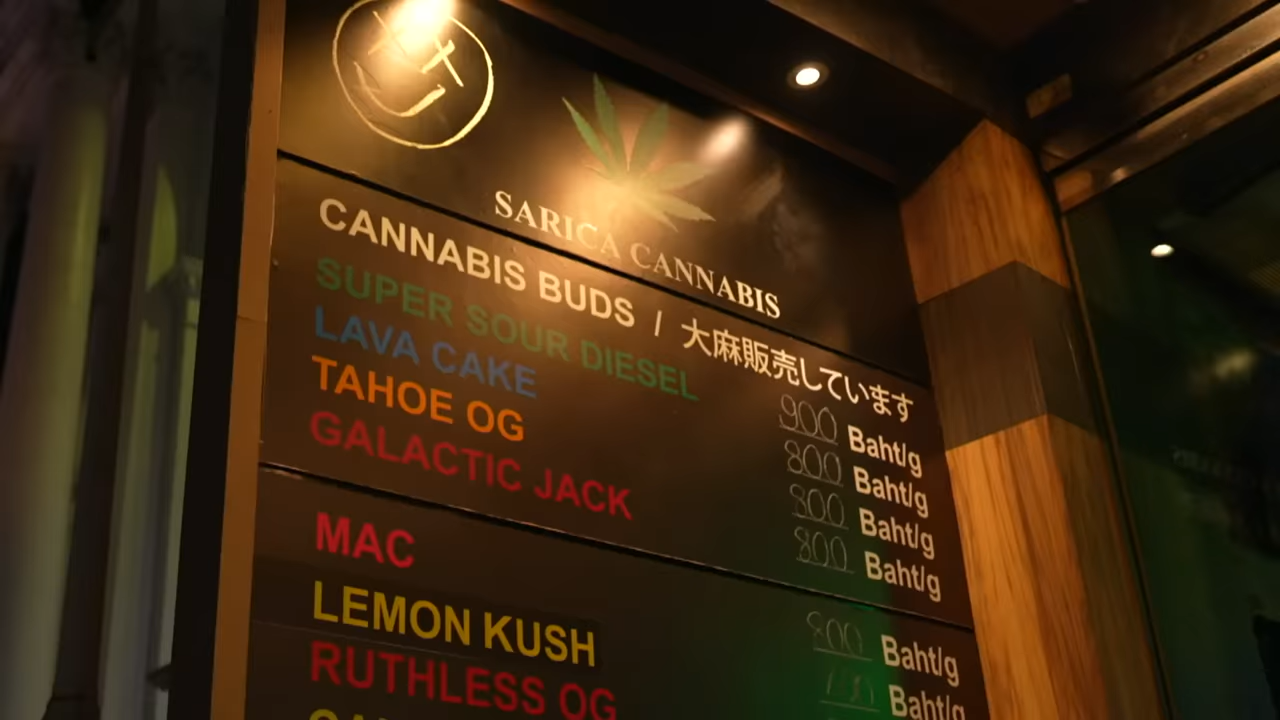 SARICA CANNABIS
CANNABIS BUDS / 大麻販売しています
SUPER SOUR DIESEL 900 Baht/g
LAVA CAKE 800 Baht/g
TAHOE OG 800 Baht/g
GALACTIC JACK 800 Baht/g
MAC 800 Baht/g
LEMON KUSH Baht/g
RUTHLESS OG